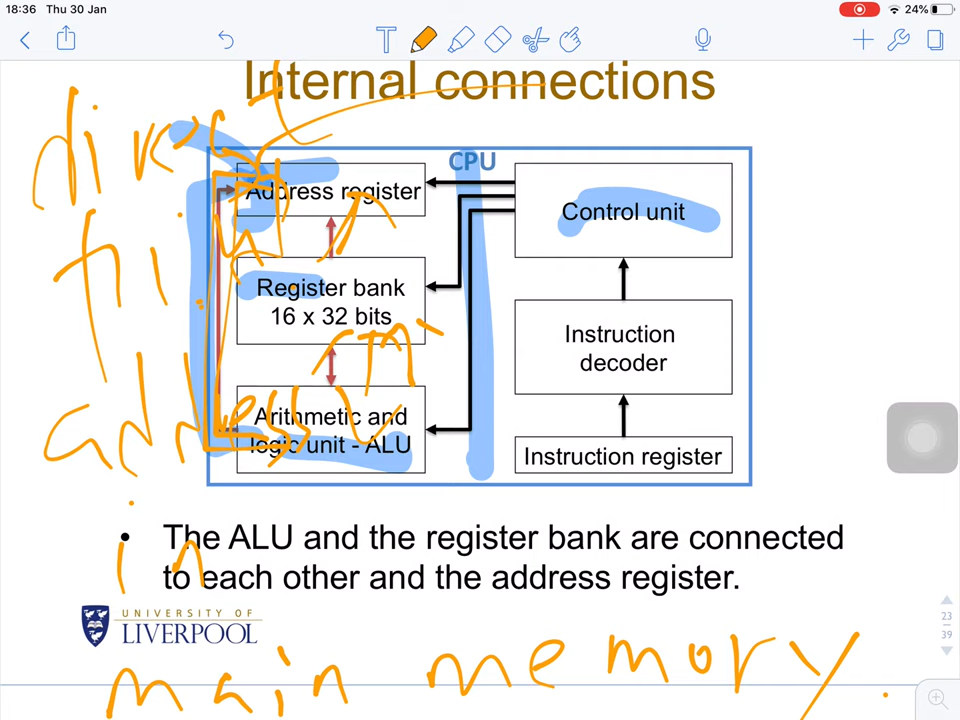 18:36 Thu 30 Jan
24%
T
Internal connections
CPU
Address register
Control unit
Register bank
16 x 32 bits
Instruction
decoder
Arithmetic and
logic unit - ALU
Instruction register
• The ALU and the register bank are connected
to each other and the address register.
UNIVERSITY OF
LIVERPOOL
23
39
address
in
main memory.